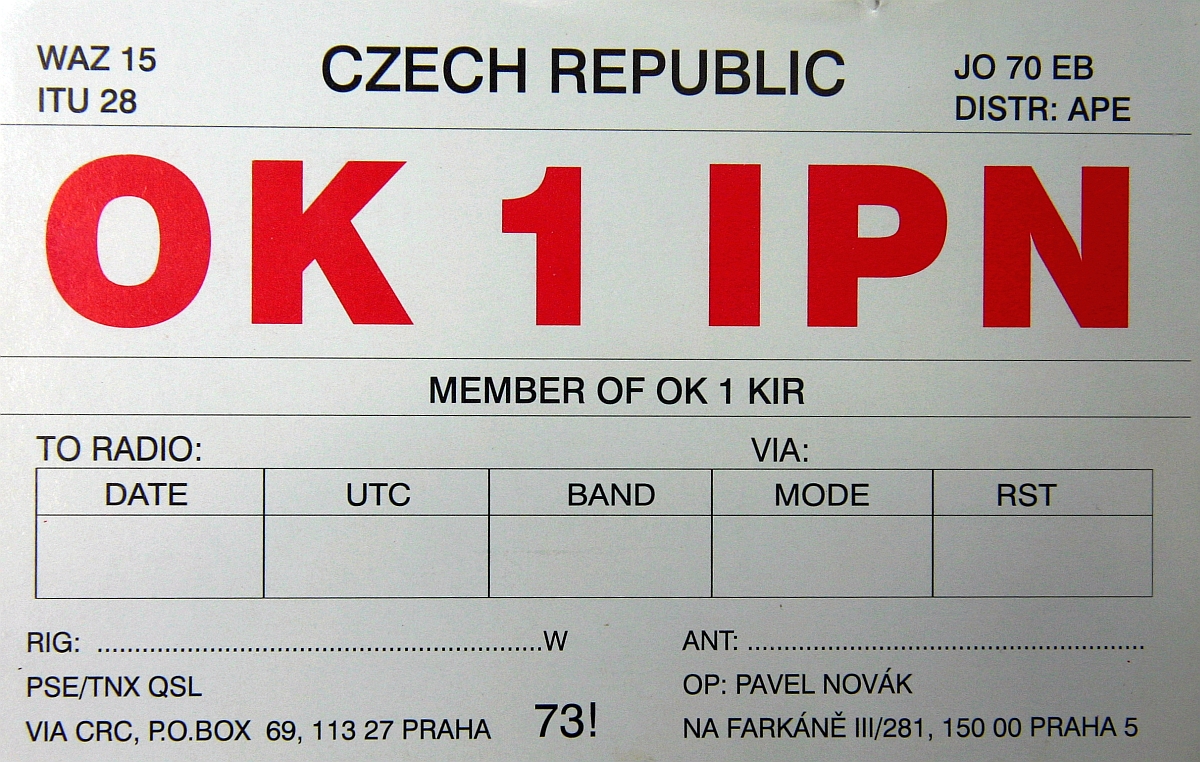 WAZ 15
ITU 28
CZECH REPUBLIC
JO 70 EB
DISTR: APE
OK 1 IPN
MEMBER OF OK 1 KIR
TO RADIO: VIA:
DATE UTC BAND MODE RST
RIG: ........................................................W ANT: ..................................................
PSE/TNX QSL
VIA CRC, P.O.BOX 69, 113 27 PRAHA
73!
OP: PAVEL NOVÁK
NA FARKÁNĚ III/281, 150 00 PRAHA 5